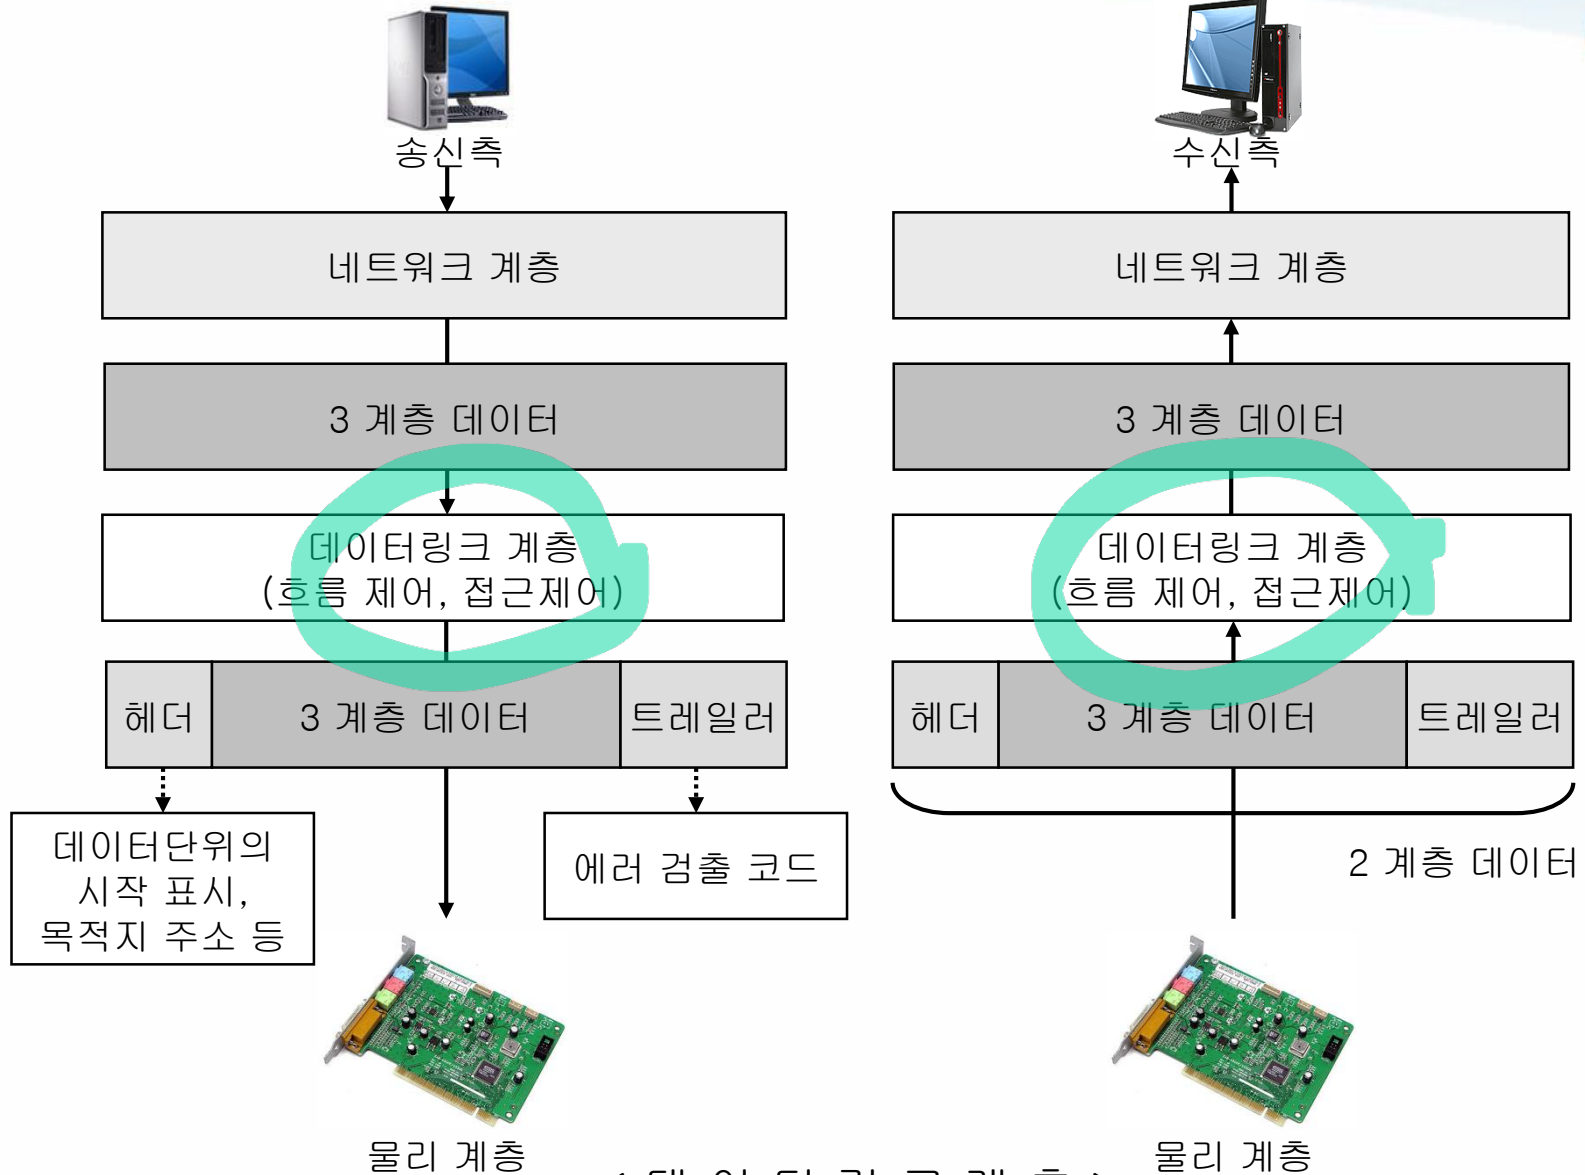 송신측
수신측
네트워크 계층
네트워크 계층
3 계층 데이터
3 계층 데이터
데이터링크 계층
(흐름 제어, 접근제어)
데이터링크 계층
(흐름 제어, 접근제어)
헤더
3 계층 데이터
트레일러
헤더
3 계층 데이터
트레일러
데이터단위의
시작 표시,
목적지 주소 등
에러 검출 코드
2 계층 데이터
물리 계층
물리 계층